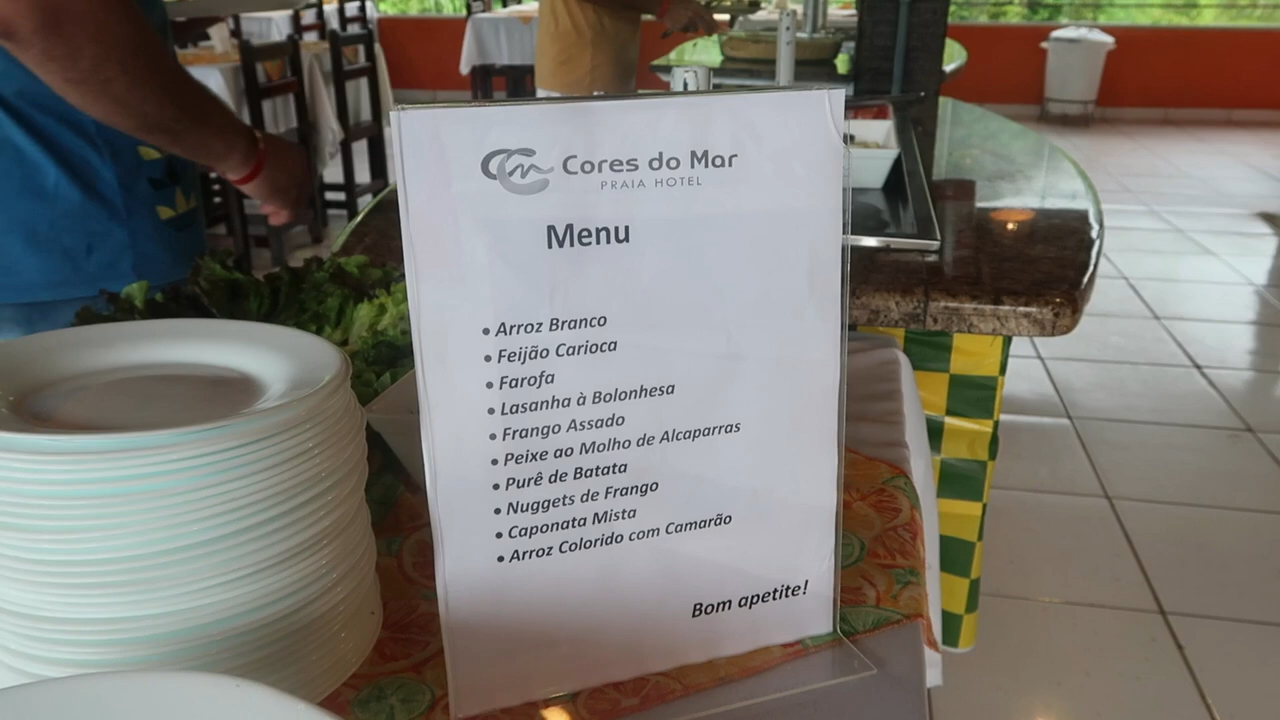 Cores do Mar
PRAIA HOTEL
Menu
• Arroz Branco
• Feijão Carioca
• Farofa
• Lasanha à Bolonhesa
• Frango Assado
• Peixe ao Molho de Alcaparras
• Purê de Batata
• Nuggets de Frango
• Caponata Mista
• Arroz Colorido com Camarão
Bom apetite!